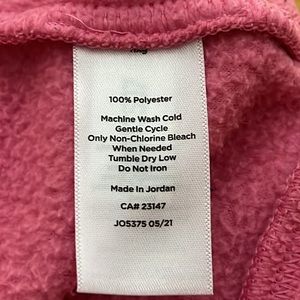 100% Polyester
Machine Wash Cold
Gentle Cycle
Only Non-Chlorine Bleach
When Needed
Tumble Dry Low
Do Not Iron
Made In Jordan
CA# 23147
JO5375 05/21